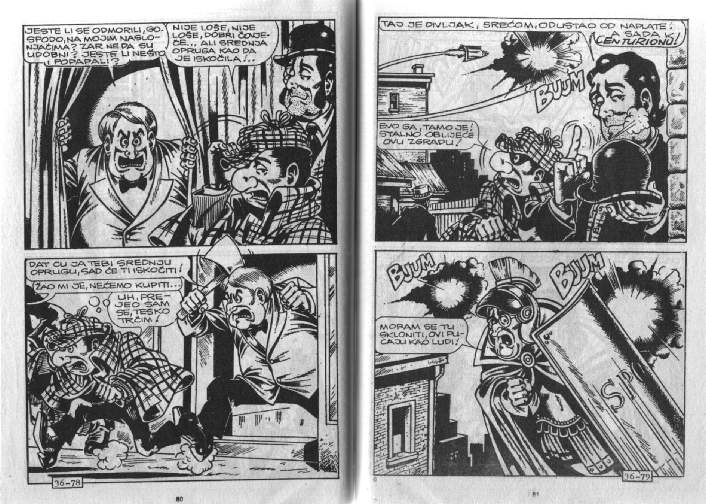 JESTE LI SE ODMORILI, GO-
SPODO, NA MOJIM NASLO-
NJAČIMA? ZAR NE DA SU
UDOBNI? JESTE LI NEŠTO
I POPAPALI?
NIJE LOŠE, NIJE
LOŠE, DOBRI ČOVJE-
ČE... ALI SREDNJA
OPRUGA KAO DA
JE ISKOČILA!...
DAT ĆU JA TEBI SREDNJU
OPRUGU, SAD ĆE TI ISKOČITI!
ŽAO MI JE, NEĆEMO KUPITI...
UH, PRE-
JEO SAM
SE, TEŠKO
TRČIM!
36-78
80
TAJ JE DIVLJAK, SREĆOM, ODUSTAO OD NAPLATE!
A SADA K
CENTURIONU!
BUUM
EVO GA, TAMO JE!
STALNO OBLIJEĆE
OVU ZGRADU!
BUUM
BUUM
MORAM SE TU
SKLONITI, OVI PU-
CAJU KAO LUDI!
SP
36-79
81